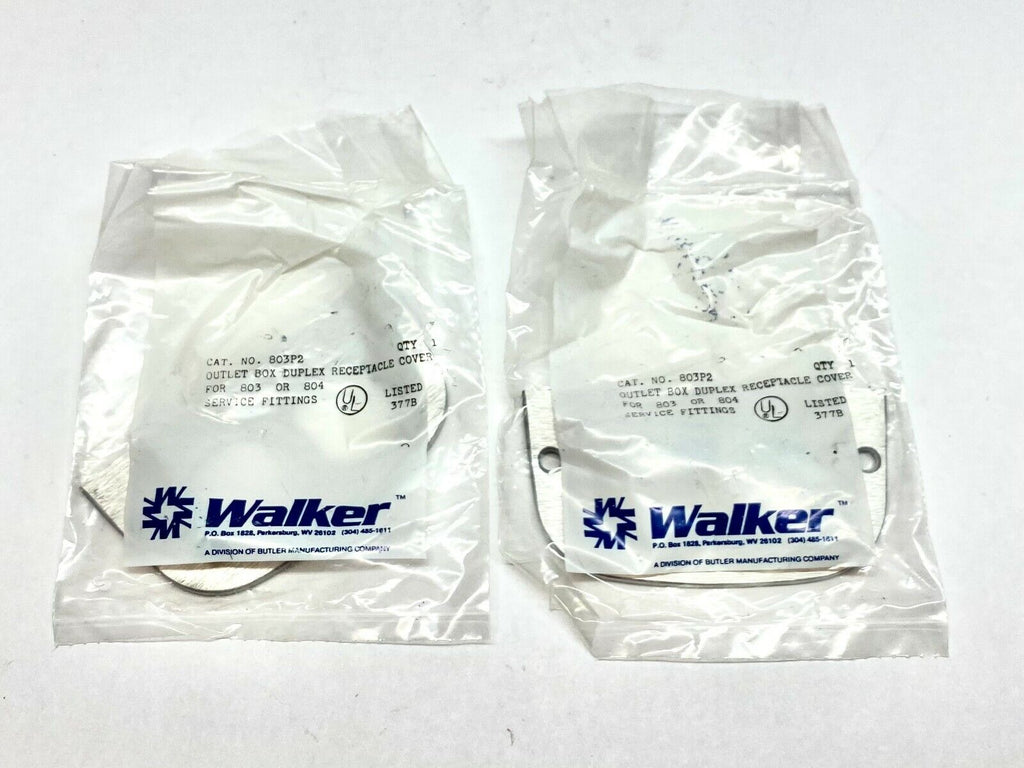 CAT. NO. 803P2 QTY 1
OUTLET BOX DUPLEX RECEPTACLE COVER
FOR 803 OR 804
SERVICE FITTINGS
UL
®
LISTED
377B
Walker™
P.O. Box 1828, Parkersburg, WV 26102 (304) 485-1611
A DIVISION OF BUTLER MANUFACTURING COMPANY
CAT. NO. 803P2 QTY 1
OUTLET BOX DUPLEX RECEPTACLE COVER
FOR 803 OR 804
SERVICE FITTINGS
UL
®
LISTED
377B
Walker™
P.O. Box 1828, Parkersburg, WV 26102 (304) 485-1611
A DIVISION OF BUTLER MANUFACTURING COMPANY